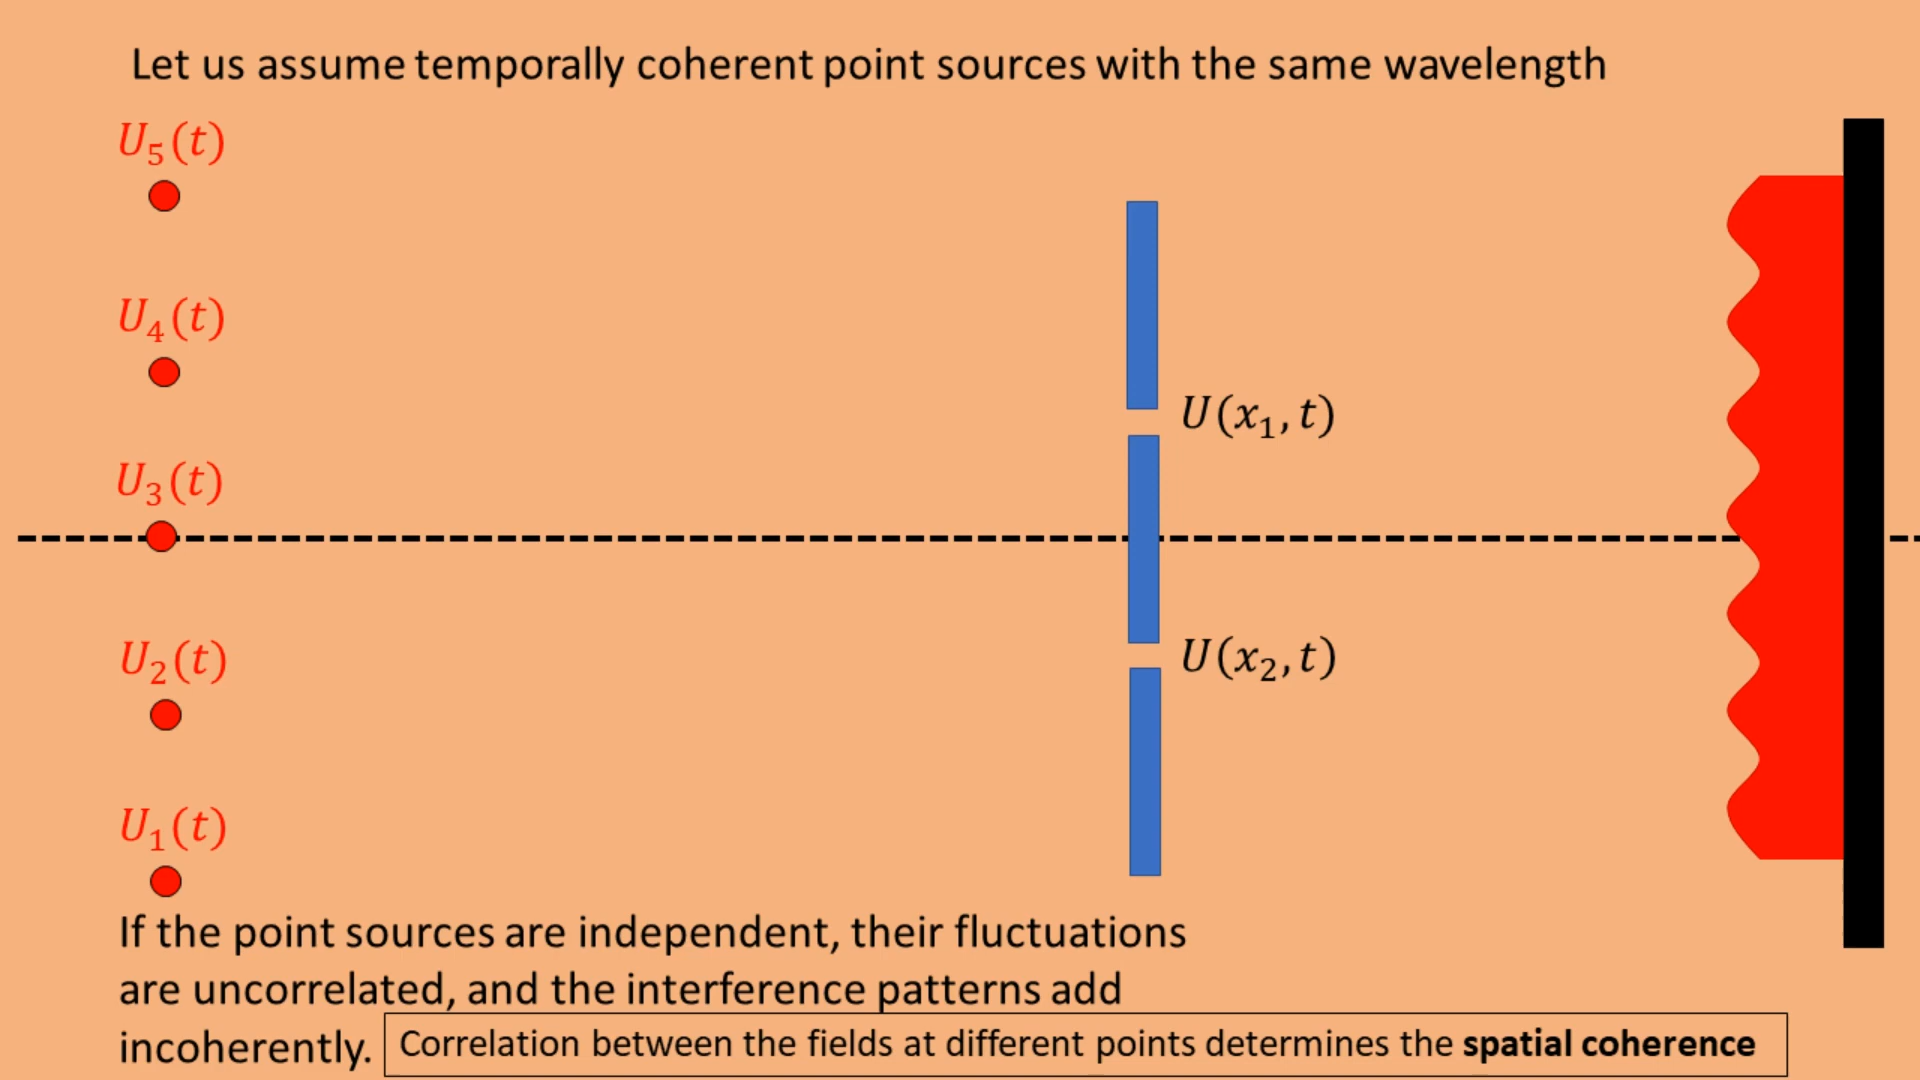 Let us assume temporally coherent point sources with the same wavelength
U₅(t)
U₄(t)
U(x₁, t)
U₃(t)
U₂(t)
U(x₂, t)
U₁(t)
If the point sources are independent, their fluctuations
are uncorrelated, and the interference patterns add
incoherently.
Correlation between the fields at different points determines the spatial coherence